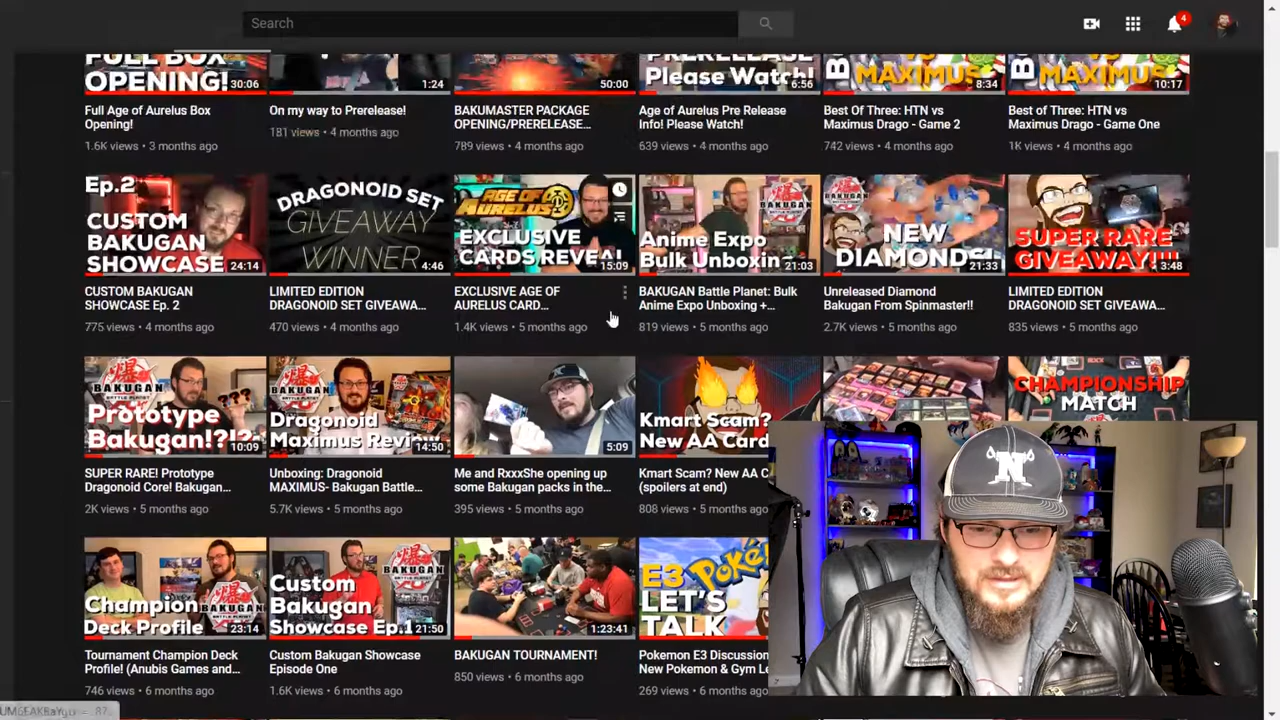 Search
4
FULL BOX
OPENING!
30:06
1:24
50:00
PRERELEASE
Please Watch!
6:56
MAXIMUS
8:34
MAXIMUS
10:17
Full Age of Aurelus Box
Opening!
1.6K views • 3 months ago
On my way to Prerelease!
181 views • 4 months ago
BAKUMASTER PACKAGE
OPENING/PRERELEASE...
789 views • 4 months ago
Age of Aurelus Pre Release
Info! Please Watch!
639 views • 4 months ago
Best Of Three: HTN vs
Maximus Drago - Game 2
742 views • 4 months ago
Best of Three: HTN vs
Maximus Drago - Game One
1K views • 4 months ago
Ep.2
CUSTOM
BAKUGAN
SHOWCASE
24:14
DRAGONOID SET
GIVEAWAY
WINNER
4:46
AGE OF
AURELUS
EXCLUSIVE
CARDS REVEAL
15:09
BAKUGAN
Anime Expo
Bulk Unboxin
21:03
BAKUGAN
NEW
DIAMONDS!
21:33
SUPER RARE
GIVEAWAY!!!!
3:48
CUSTOM BAKUGAN
SHOWCASE Ep. 2
775 views • 4 months ago
LIMITED EDITION
DRAGONOID SET GIVEAWA...
470 views • 4 months ago
EXCLUSIVE AGE OF
AURELUS CARD...
1.4K views • 5 months ago
BAKUGAN Battle Planet: Bulk
Anime Expo Unboxing +...
819 views • 5 months ago
Unreleased Diamond
Bakugan From Spinmaster!!
2.7K views • 5 months ago
LIMITED EDITION
DRAGONOID SET GIVEAWA...
835 views • 5 months ago
爆
BAKUGAN
BATTLE PLANET
Prototype
Bakugan!?!?
10:09
爆
BAKUGAN
BATTLE PLANET
Dragonoid
Maximus Review
14:50
5:09
Kmart Scam?
New AA Card
CHAMPIONSHIP
MATCH
SUPER RARE! Prototype
Dragonoid Core! Bakugan...
2K views • 5 months ago
Unboxing: Dragonoid
MAXIMUS- Bakugan Battle...
5.7K views • 5 months ago
Me and RxxxShe opening up
some Bakugan packs in the...
395 views • 5 months ago
Kmart Scam? New AA C
(spoilers at end)
808 views • 5 months ago
N
Champion
Deck Profile
BAKUGAN
23:14
Custom
Bakugan
Showcase Ep.1
BAKUGAN
21:50
1:23:41
E3 Poké
LET'S
TALK
Tournament Champion Deck
Profile! (Anubis Games and...
746 views • 6 months ago
Custom Bakugan Showcase
Episode One
1.6K views • 6 months ago
BAKUGAN TOURNAMENT!
850 views • 6 months ago
Pokemon E3 Discussion
New Pokemon & Gym Le
269 views • 6 months ago